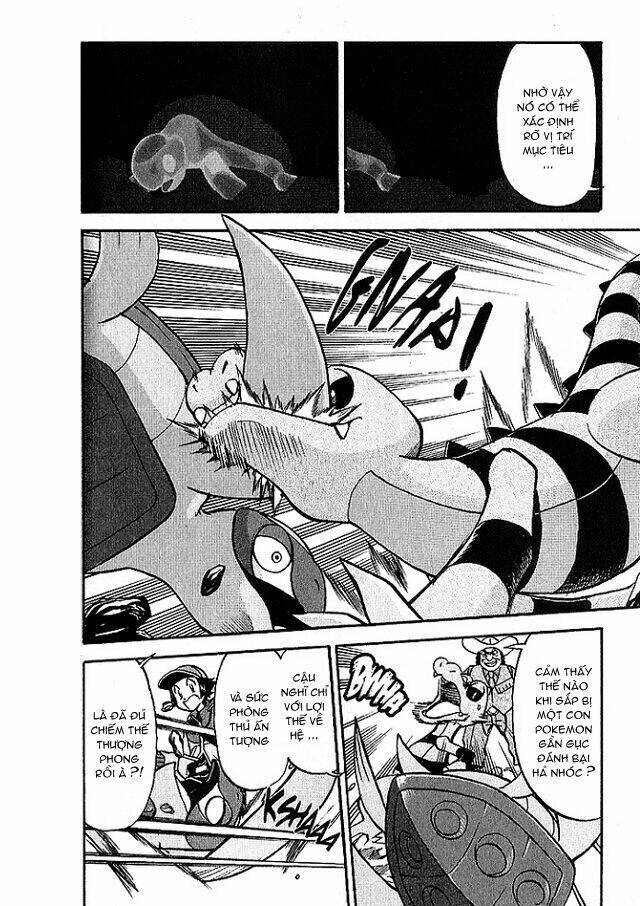 NHỜ VẬY
NÓ CÓ THỂ
XÁC ĐỊNH
RÕ VỊ TRÍ
MỤC TIÊU
...
GNAA!
CẢM THẤY
THẾ NÀO
KHI SẮP BỊ
MỘT CON
POKEMON
GẦN GỤC
ĐÁNH BẠI
HẢ NHÓC ?
CẬU
NGHĨ CHỈ
VỚI LỢI
THẾ VỀ
HỆ ...
VÀ SỨC
PHÒNG
THỦ ẤN
TƯỢNG
LÀ ĐÃ ĐỦ
CHIẾM THẾ
THƯỢNG
PHONG
RỒI À ?!
KSHAAA